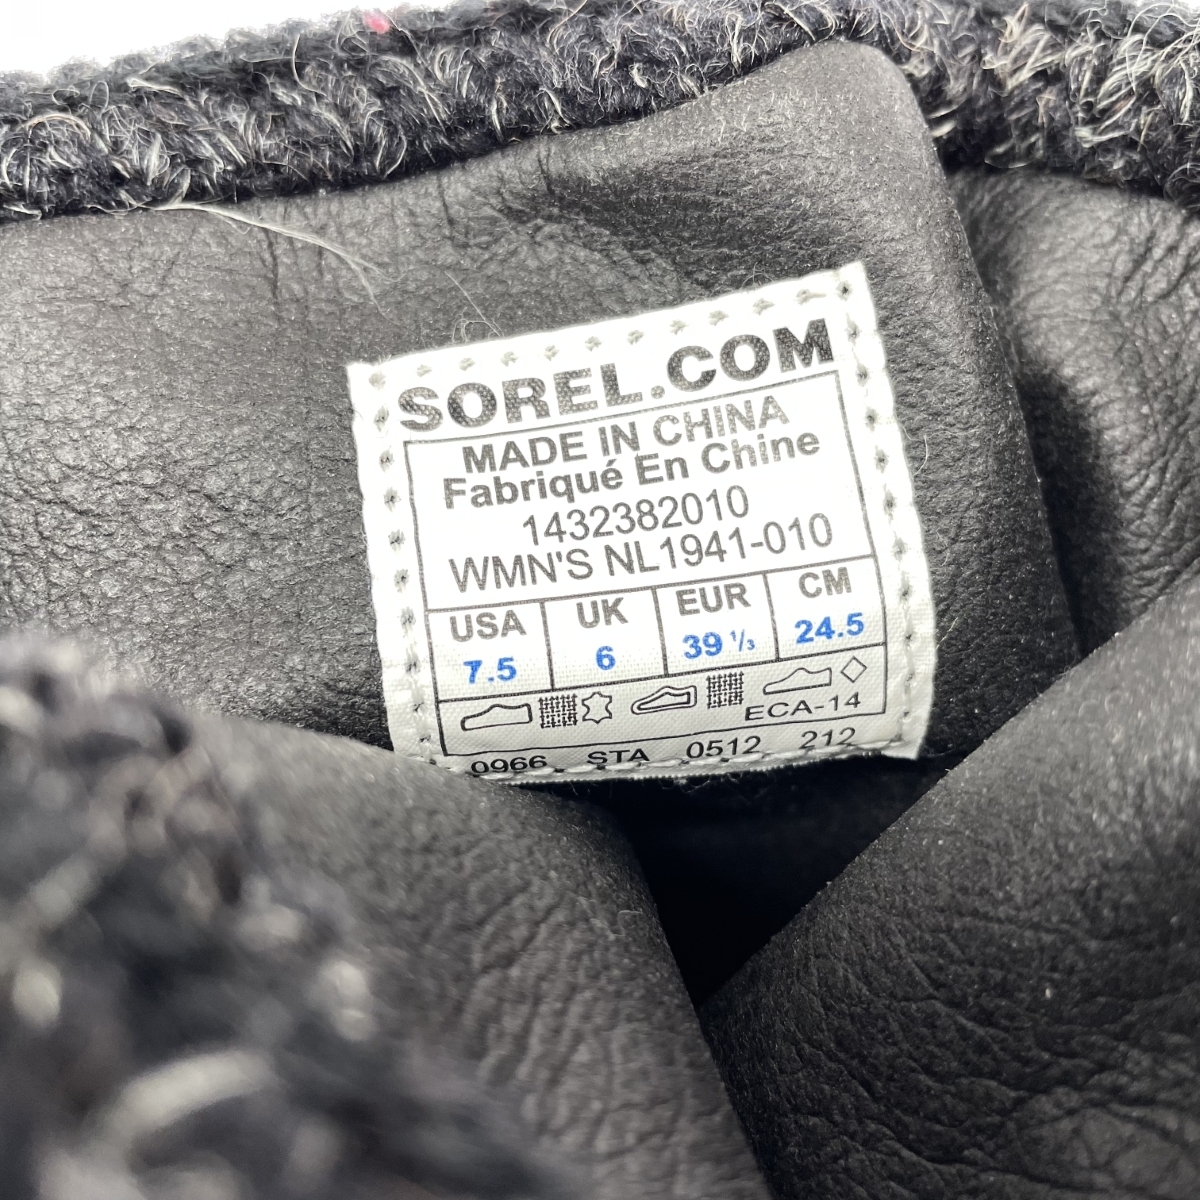 SOREL.COM
MADE IN CHINA
Fabriqué En Chine
1432382010
WMN'S NL1941-010
USA UK EUR CM
7.5 6 39 ⅓ 24.5
ECA-14
0966 STA 0512 212